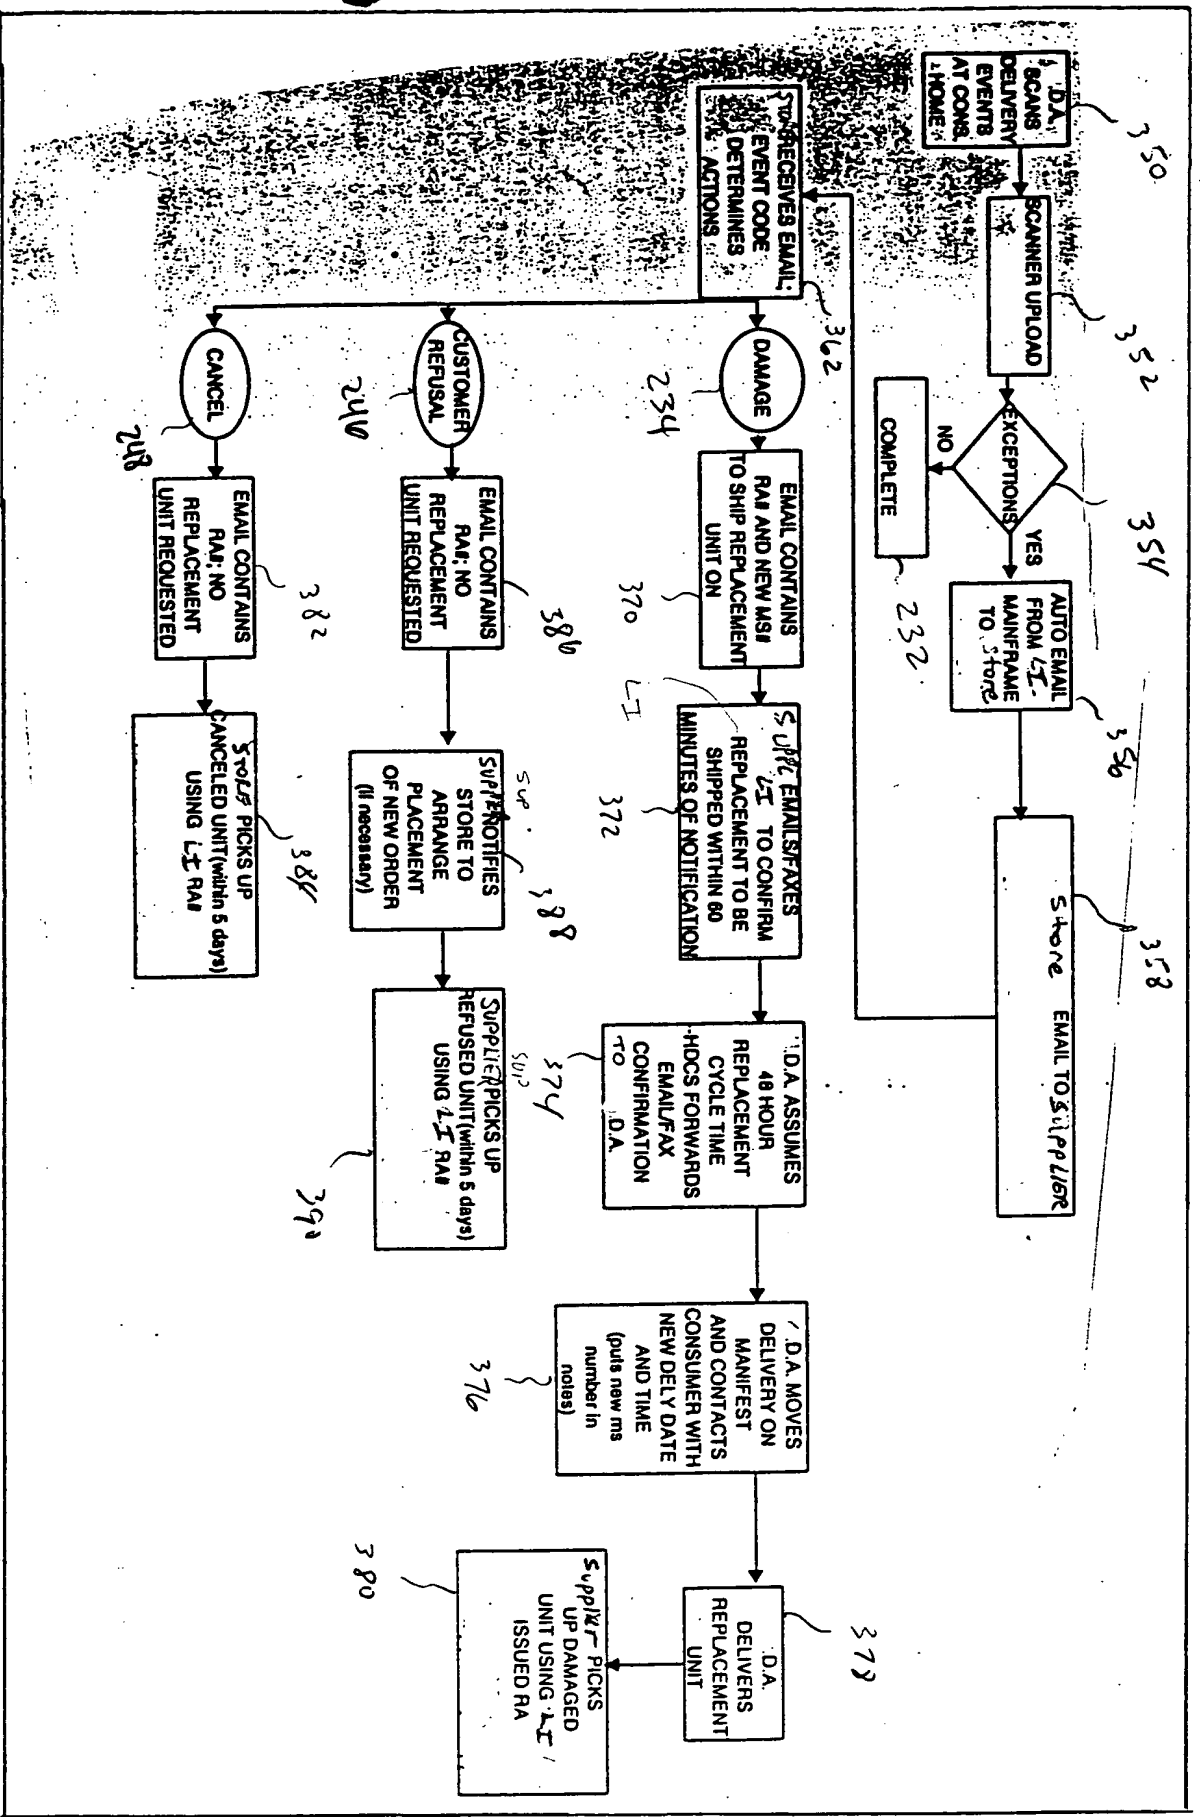 350
D.A.
SCANS
DELIVERY
EVENTS
AT CONS.
HOME
352
SCANNER UPLOAD
354
EXCEPTIONS
YES
NO
COMPLETE
232
AUTO EMAIL
FROM LI-
MAINFRAME
TO Store
356
Store EMAIL TO SUPPLIER
358
RECEIVES EMAIL;
EVENT CODE
DETERMINES
ACTIONS
362
DAMAGE
234
EMAIL CONTAINS
RA# AND NEW MS#
TO SHIP REPLACEMENT
UNIT ON
370
LI
SUPPL EMAILS/FAXES
LI TO CONFIRM
REPLACEMENT TO BE
SHIPPED WITHIN 60
MINUTES OF NOTIFICATION
372
D.A. ASSUMES
48 HOUR
REPLACEMENT
CYCLE TIME
-HDCS FORWARDS
EMAIL/FAX
CONFIRMATION
TO D.A.
374
D.A. MOVES
DELIVERY ON
MANIFEST
AND CONTACTS
CONSUMER WITH
NEW DELY DATE
AND TIME
(puts new ms
number in
notes)
376
D.A.
DELIVERS
REPLACEMENT
UNIT
378
Supplier PICKS
UP DAMAGED
UNIT USING LI
ISSUED RA
380
CUSTOMER
REFUSAL
246
EMAIL CONTAINS
RA#; NO
REPLACEMENT
UNIT REQUESTED
386
SUP.
SUPPLIER NOTIFIES
STORE TO
ARRANGE
PLACEMENT
OF NEW ORDER
(if necessary)
388
SUP
SUPPLIER PICKS UP
REFUSED UNIT(within 5 days)
USING LI RA#
390
CANCEL
248
EMAIL CONTAINS
RA#; NO
REPLACEMENT
UNIT REQUESTED
382
STORE PICKS UP
CANCELED UNIT(within 5 days)
USING LI RA#
384